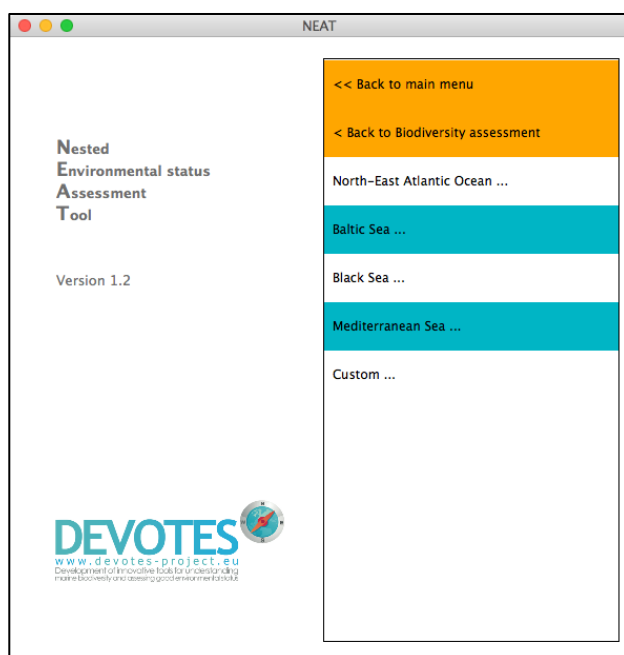 NEAT
Nested
Environmental status
Assessment
Tool
Version 1.2
<< Back to main menu
< Back to Biodiversity assessment
North-East Atlantic Ocean ...
Baltic Sea ...
Black Sea ...
Mediterranean Sea ...
Custom ...
DEVOTES
www.devotes-project.eu
Development of innovative tools for understanding
marine biodiversity and assessing good environmental status